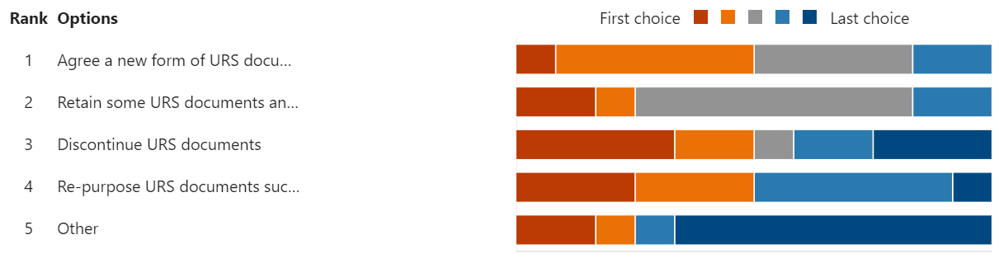 Rank Options First choice Last choice
1 Agree a new form of URS docu...
2 Retain some URS documents an...
3 Discontinue URS documents
4 Re-purpose URS documents suc...
5 Other